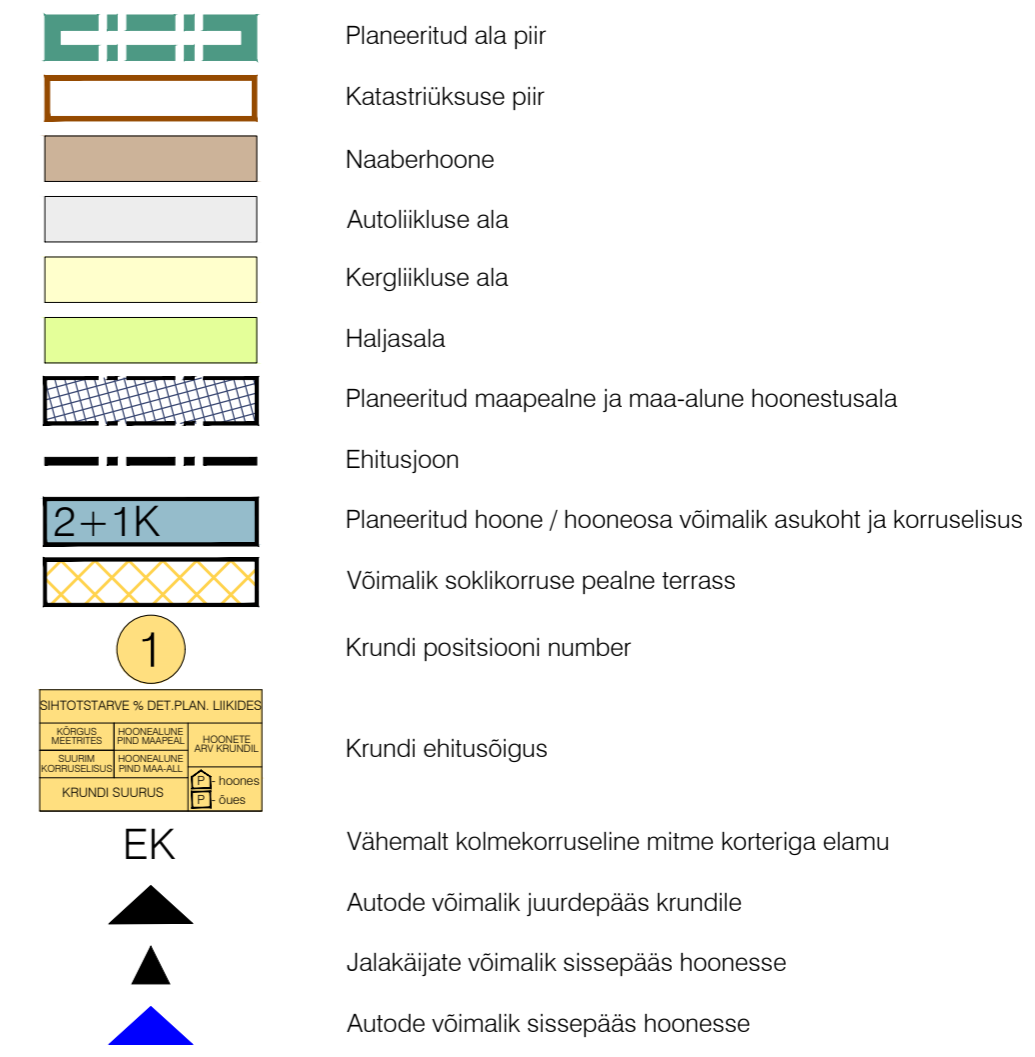 Planeeritud ala piir
Katastriüksuse piir
Naaberhoone
Autoliikluse ala
Kergliikluse ala
Haljasala
Planeeritud maapealne ja maa-alune hoonestusala
Ehitusjoon
2+1K
Planeeritud hoone / hooneosa võimalik asukoht ja korruselisus
Võimalik soklikorruse pealne terrass
1
Krundi positsiooni number
SIHTOTSTARVE % DET.PLAN. LIIKIDES
KÕRGUS
MEETRITES
HOONEALUNE
PIND MAAPEAL
HOONETE
ARV KRUNDIL
SUURIM
KORRUSELISUS
HOONEALUNE
PIND MAA-ALL
KRUNDI SUURUS
P - hoones
P - õues
Krundi ehitusõigus
EK
Vähemalt kolmekorruseline mitme korteriga elamu
Autode võimalik juurdepääs krundile
Jalakäijate võimalik sissepääs hoonesse
Autode võimalik sissepääs hoonesse